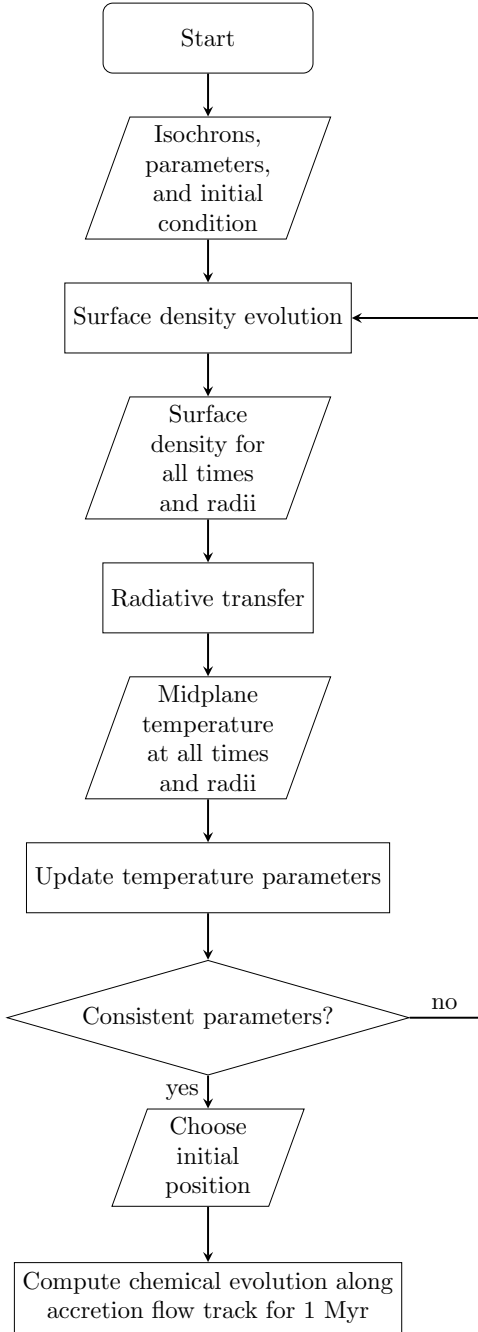 Start
Isochrons,
parameters,
and initial
condition
Surface density evolution
Surface
density for
all times
and radii
Radiative transfer
Midplane
temperature
at all times
and radii
Update temperature parameters
Consistent parameters?
no
yes
Choose
initial
position
Compute chemical evolution along
accretion flow track for 1 Myr